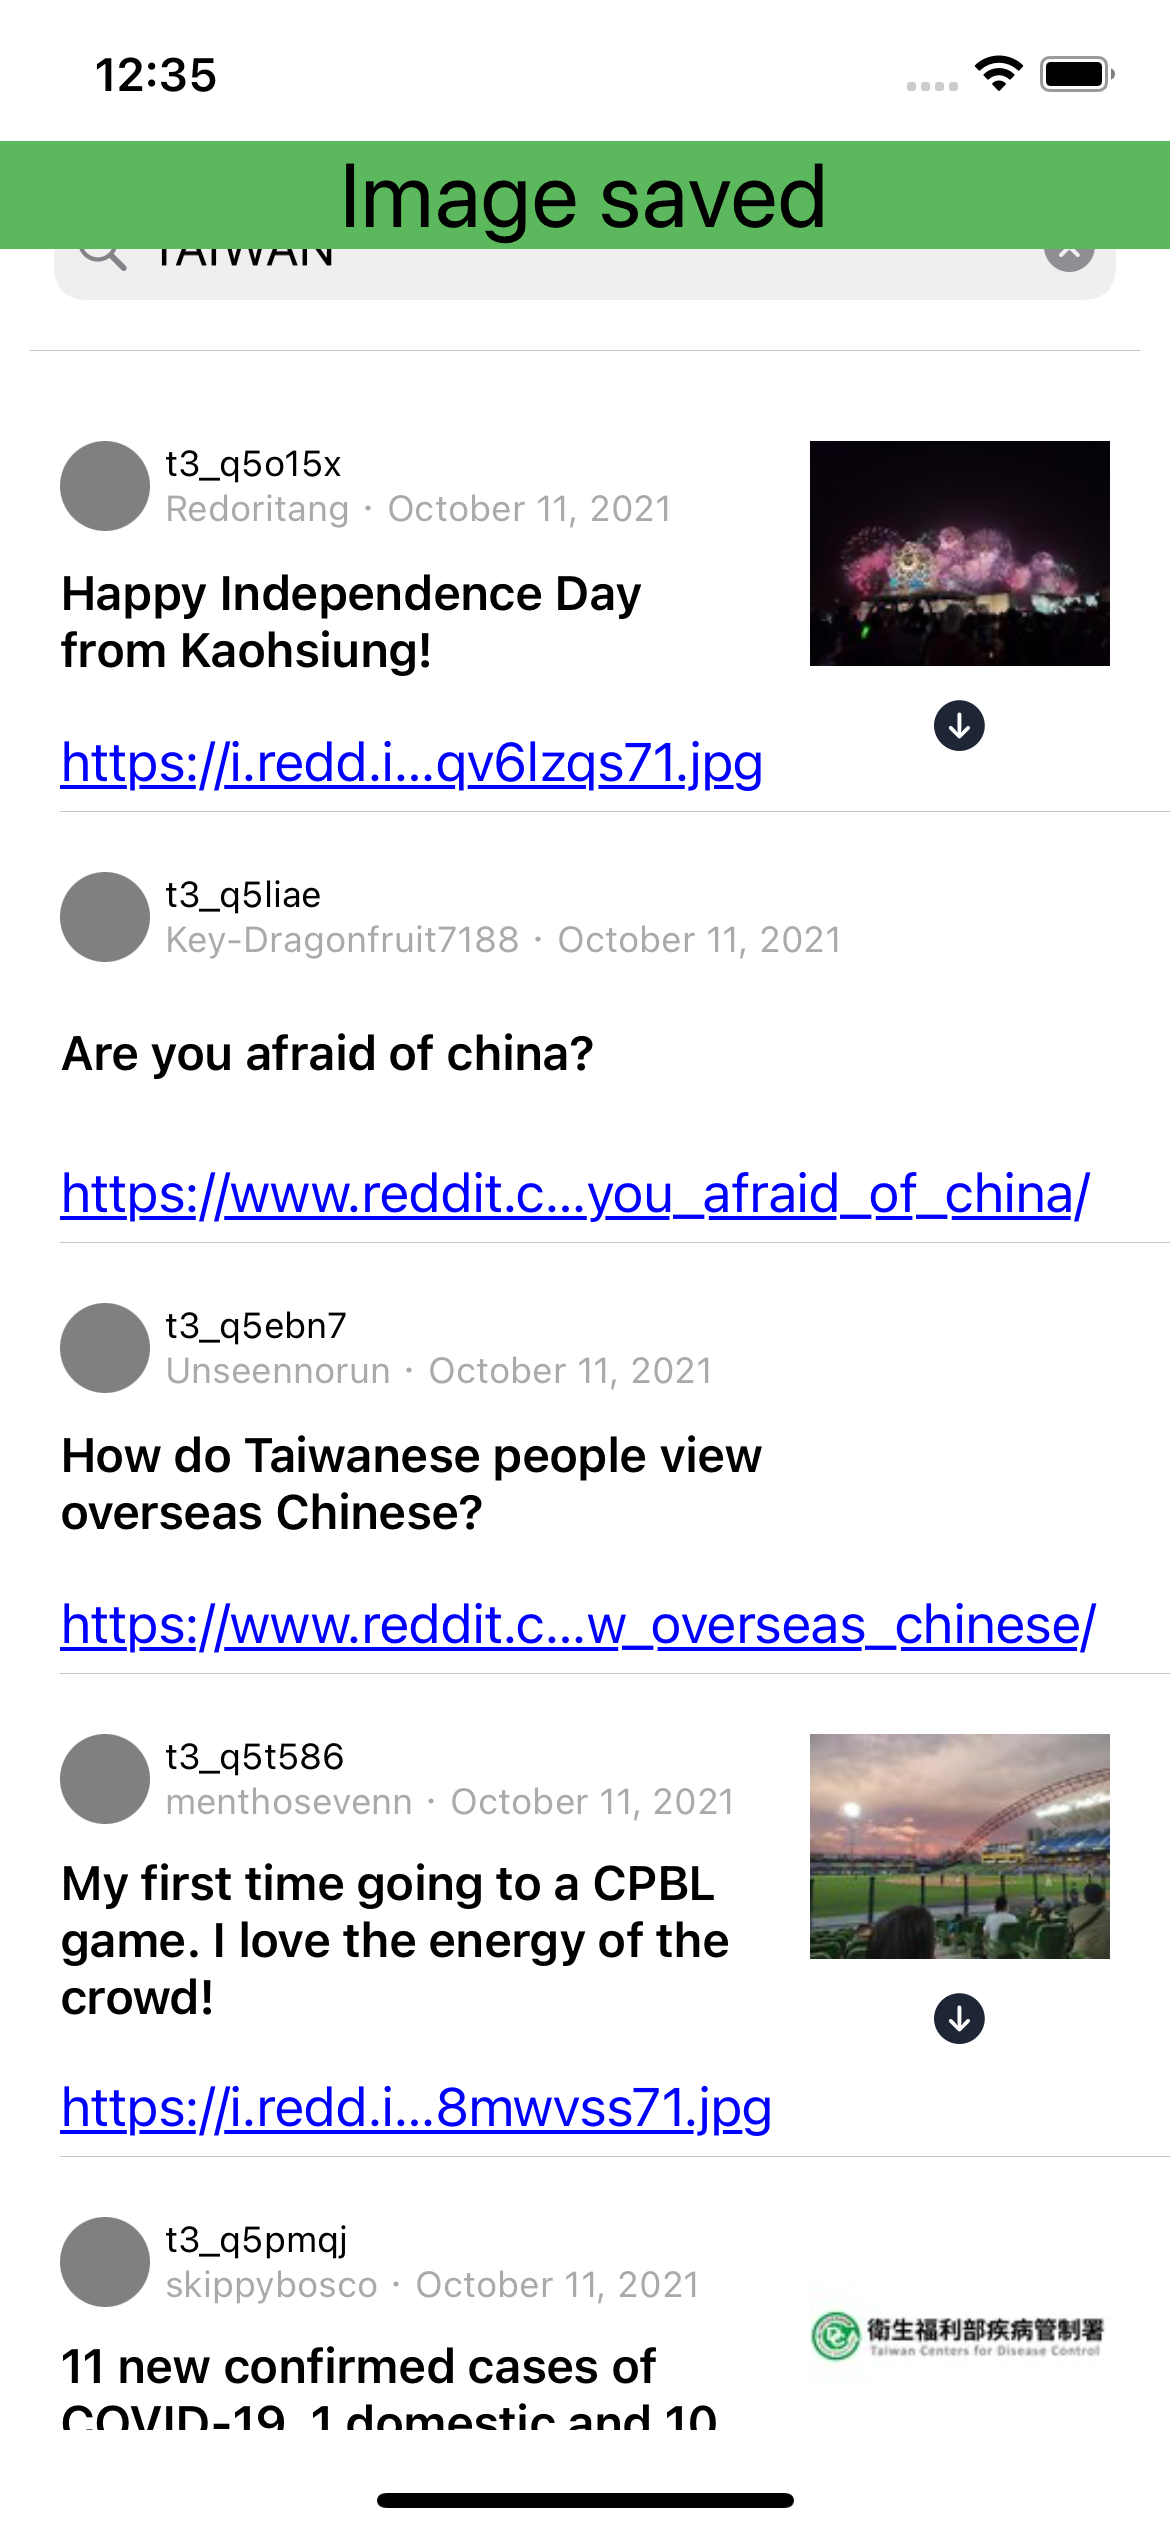 12:35
Image saved
TAIWAN
t3_q5o15x
Redoritang · October 11, 2021
Happy Independence Day
from Kaohsiung!
https://i.redd.i...qv6lzqs71.jpg
t3_q5liae
Key-Dragonfruit7188 · October 11, 2021
Are you afraid of china?
https://www.reddit.c...you_afraid_of_china/
t3_q5ebn7
Unseennorun · October 11, 2021
How do Taiwanese people view
overseas Chinese?
https://www.reddit.c...w_overseas_chinese/
t3_q5t586
menthosevenn · October 11, 2021
My first time going to a CPBL
game. I love the energy of the
crowd!
https://i.redd.i...8mwvss71.jpg
t3_q5pmqj
skippybosco · October 11, 2021
衛生福利部疾病管制署
Taiwan Centers for Disease Control
11 new confirmed cases of
COVID-19, 1 domestic and 10